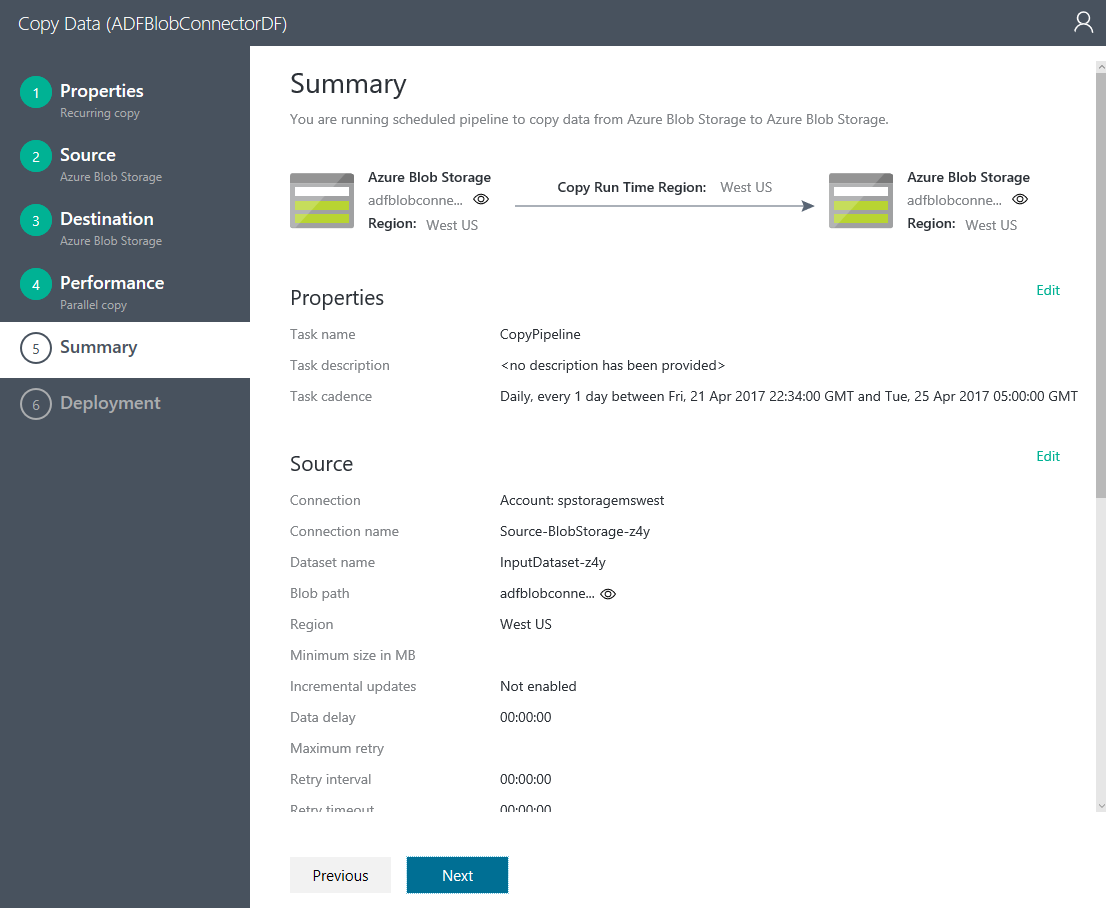 Copy Data (ADFBlobConnectorDF)
1 Properties
Recurring copy
2 Source
Azure Blob Storage
3 Destination
Azure Blob Storage
4 Performance
Parallel copy
5 Summary
6 Deployment
Summary
You are running scheduled pipeline to copy data from Azure Blob Storage to Azure Blob Storage.
Azure Blob Storage
adfblobconne...
Region: West US
Copy Run Time Region: West US
Azure Blob Storage
adfblobconne...
Region: West US
Properties Edit
Task name CopyPipeline
Task description <no description has been provided>
Task cadence Daily, every 1 day between Fri, 21 Apr 2017 22:34:00 GMT and Tue, 25 Apr 2017 05:00:00 GMT
Source Edit
Connection Account: spstoragemswest
Connection name Source-BlobStorage-z4y
Dataset name InputDataset-z4y
Blob path adfblobconne...
Region West US
Minimum size in MB
Incremental updates Not enabled
Data delay 00:00:00
Maximum retry
Retry interval 00:00:00
Retry timeout 00:00:00
Previous Next